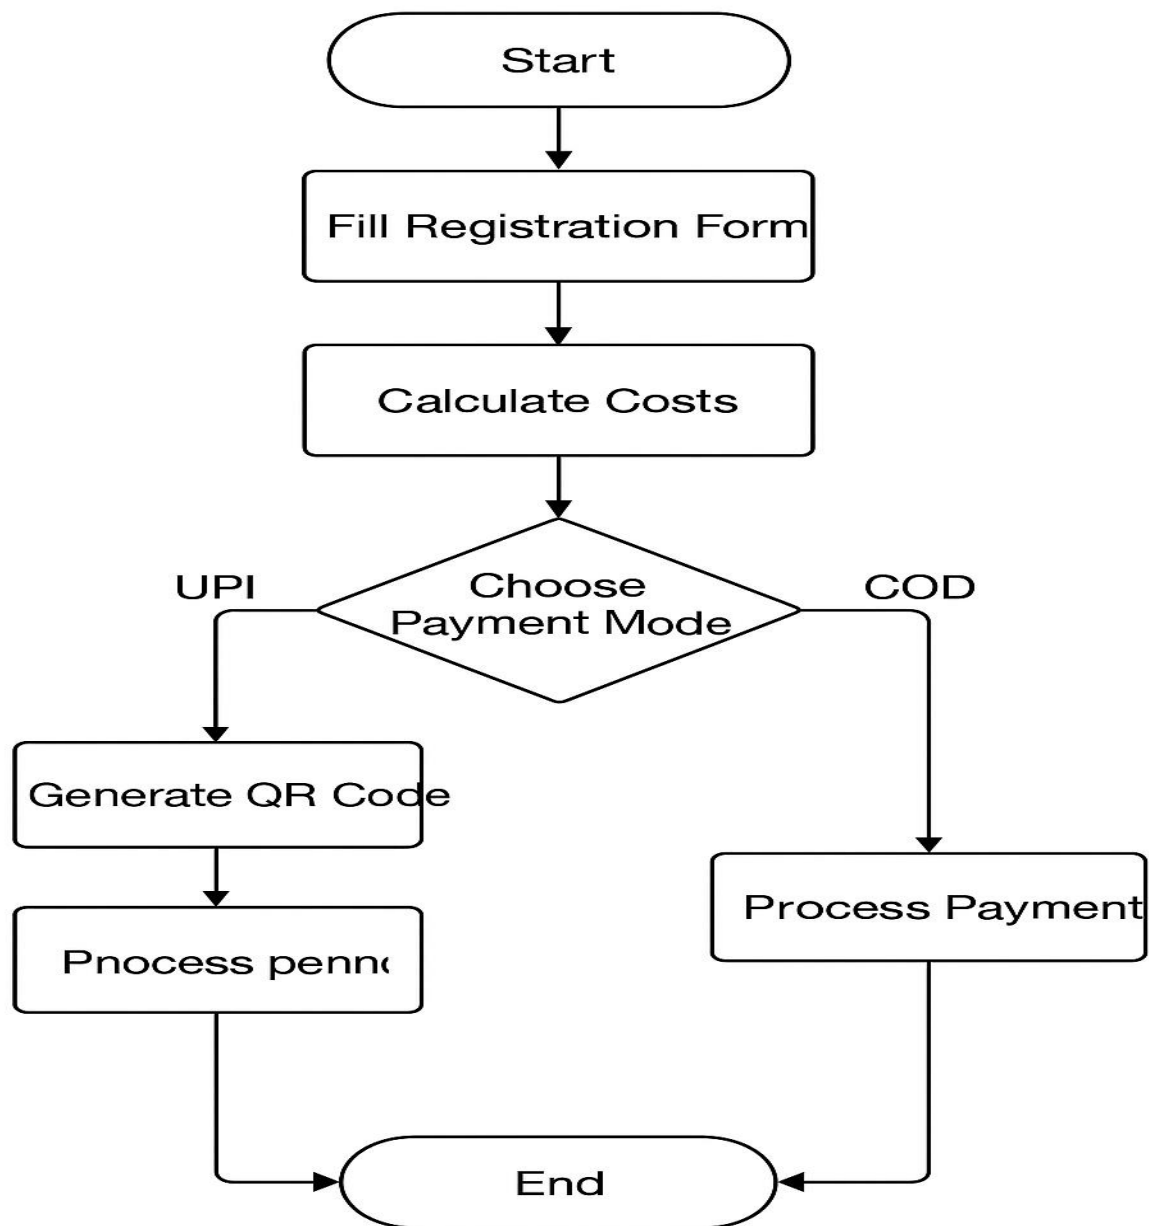 Start
Fill Registration Form
Calculate Costs
Choose
Payment Mode
UPI
COD
Generate QR Code
Process Payment
Pnocess
End